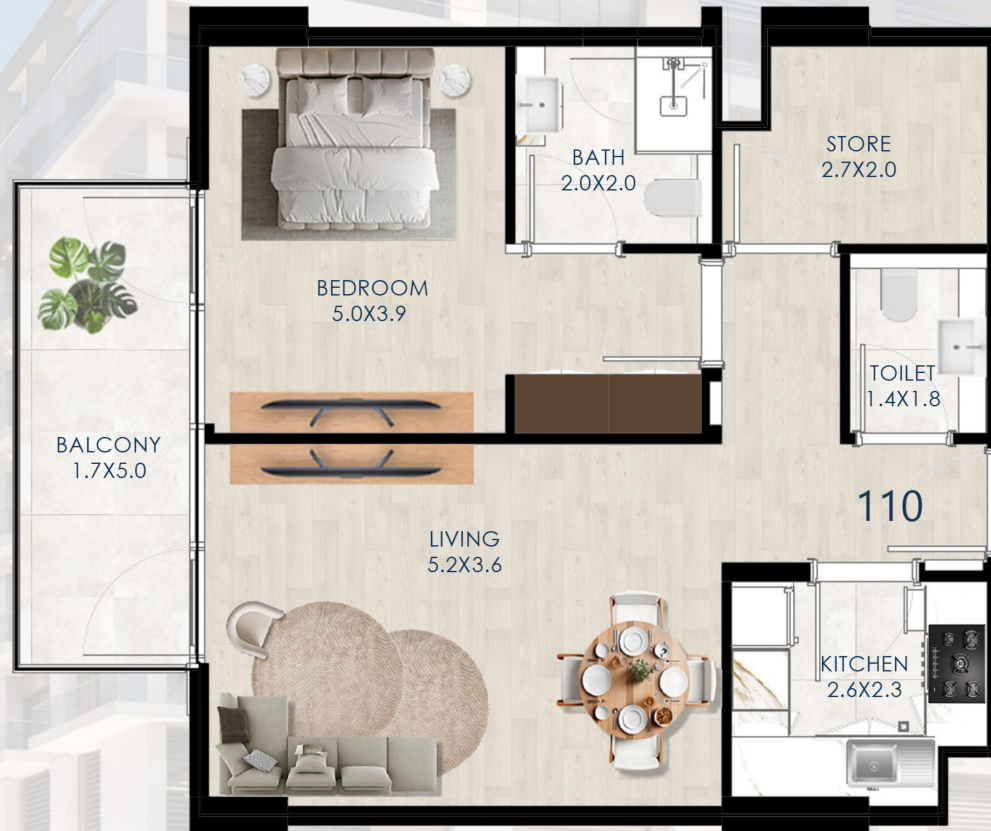 BATH
2.0X2.0
STORE
2.7X2.0
BEDROOM
5.0X3.9
TOILET
1.4X1.8
BALCONY
1.7X5.0
110
LIVING
5.2X3.6
KITCHEN
2.6X2.3